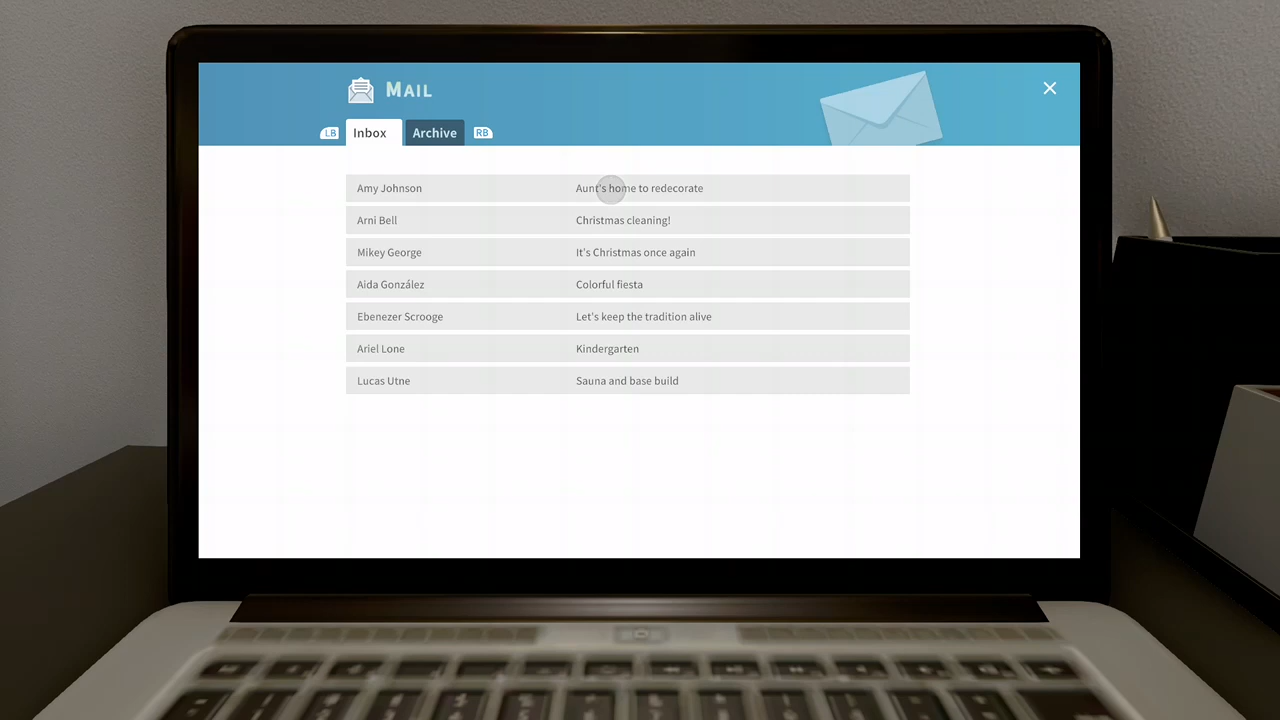 MAIL
LB Inbox Archive RB
Amy Johnson Aunt's home to redecorate
Arni Bell Christmas cleaning!
Mikey George It's Christmas once again
Aida González Colorful fiesta
Ebenezer Scrooge Let's keep the tradition alive
Ariel Lone Kindergarten
Lucas Utne Sauna and base build